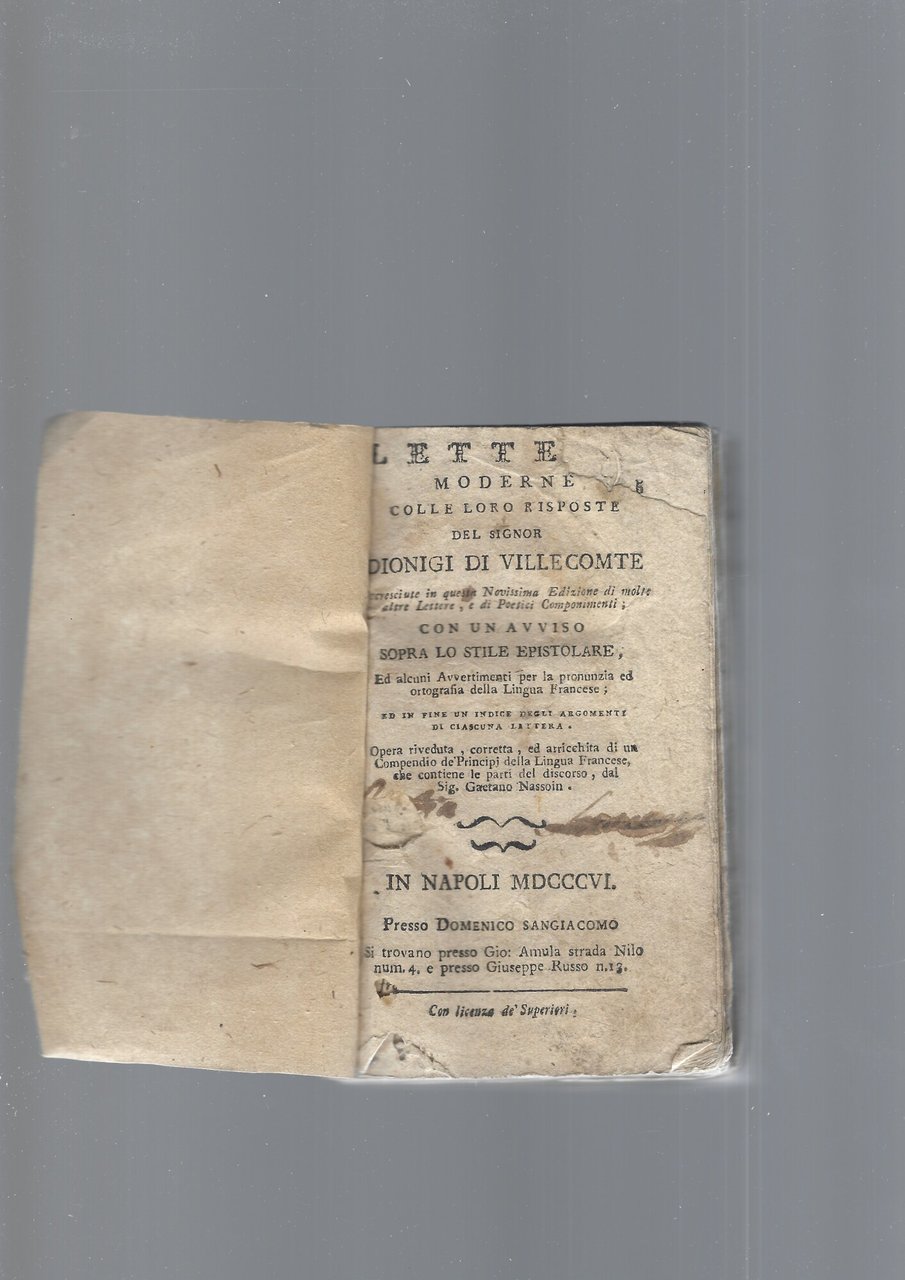 LETTE
MODERNE
COLLE LORO RISPOSTE
DEL SIGNOR
DIONIGI DI VILLECOMTE
cresciute in questa Novissima Edizione di molte
altre Lettere, e di Poetici Componimenti;
CON UN AVVISO
SOPRA LO STILE EPISTOLARE,
Ed alcuni Avvertimenti per la pronunzia ed
ortografia della Lingua Francese;
ED IN FINE UN INDICE DEGLI ARGOMENTI
DI CIASCUNA LETTERA.
Opera riveduta, corretta, ed arricchita di un
Compendio de' Principj della Lingua Francese,
che contiene le parti del discorso, dal
Sig. Gaetano Nassoin.
IN NAPOLI MDCCCVI.
Presso DOMENICO SANGIACOMO
Si trovano presso Gio: Amula strada Nilo
num. 4. e presso Giuseppe Russo n.13.
Con licenza de' Superiori.